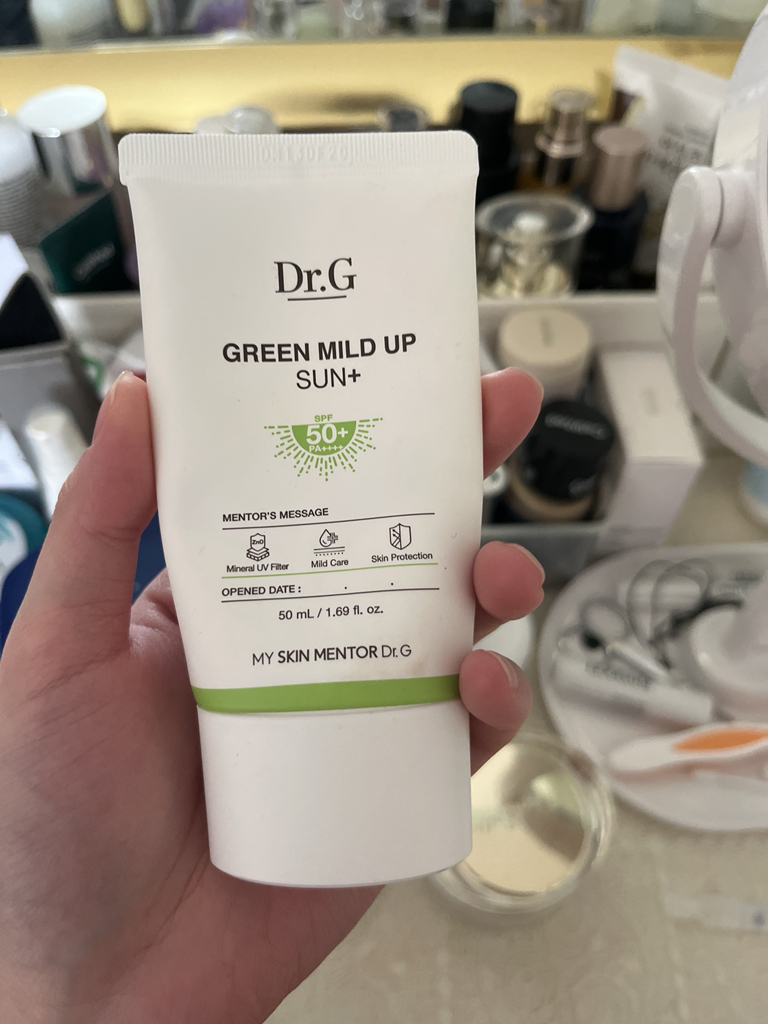 Dr.G
GREEN MILD UP
SUN+
SPF
50+
PA++++
MENTOR'S MESSAGE
ZnO
Mineral UV Filter
Mild Care
Skin Protection
OPENED DATE : . .
50 mL / 1.69 fl. oz.
MY SKIN MENTOR Dr.G